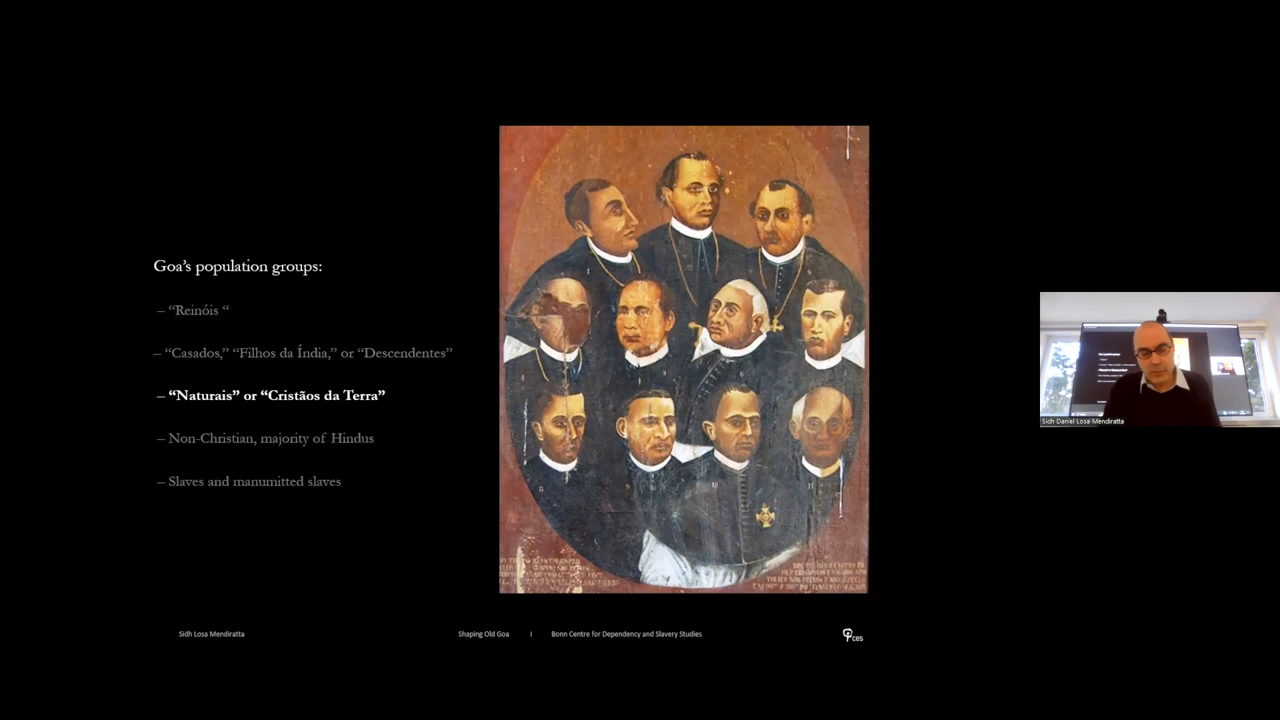 Goa's population groups:
– “Reinóis “
– “Casados,” “Filhos da Índia,” or “Descendentes”
– “Naturais” or “Cristãos da Terra”
– Non-Christian, majority of Hindus
– Slaves and manumitted slaves
Sidh Losa Mendiratta
Shaping Old Goa I Bonn Centre for Dependency and Slavery Studies
ces
Sidh Daniel Losa Mendiratta